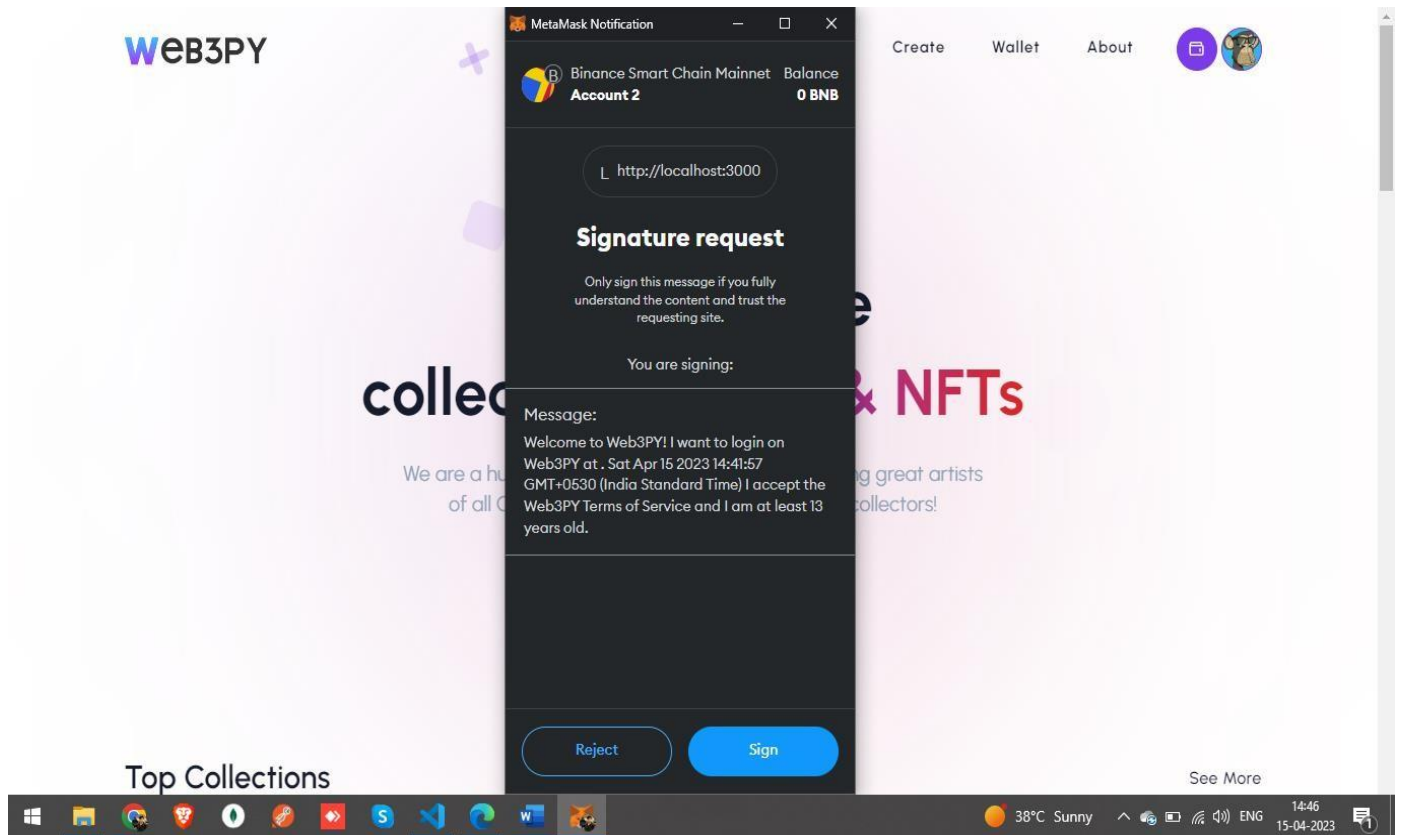 WEB3PY
Create Wallet About
MetaMask Notification
Binance Smart Chain Mainnet Balance
Account 2 0 BNB
B
L http://localhost:3000
Signature request
Only sign this message if you fully
understand the content and trust the
requesting site.
You are signing:
Message:
Welcome to Web3PY! I want to login on
Web3PY at . Sat Apr 15 2023 14:41:57
GMT+0530 (India Standard Time) I accept the
Web3PY Terms of Service and I am at least 13
years old.
Reject Sign
e
collec & NFTs
We are a hu g great artists
of all collectors!
Top Collections See More
38°C Sunny ENG 14:46
15-04-2023
1